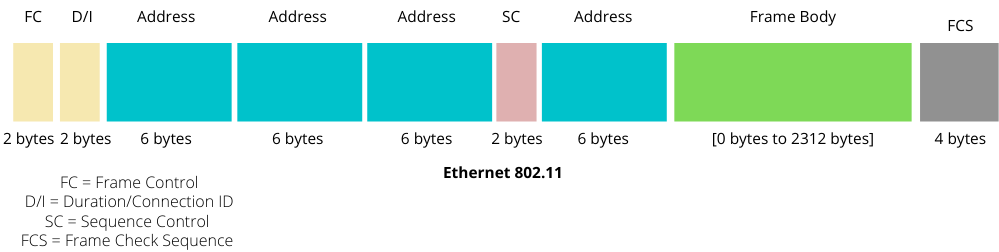 FC D/I Address Address Address SC Address Frame Body FCS
2 bytes 2 bytes 6 bytes 6 bytes 6 bytes 2 bytes 6 bytes [0 bytes to 2312 bytes] 4 bytes
Ethernet 802.11
FC = Frame Control
D/I = Duration/Connection ID
SC = Sequence Control
FCS = Frame Check Sequence